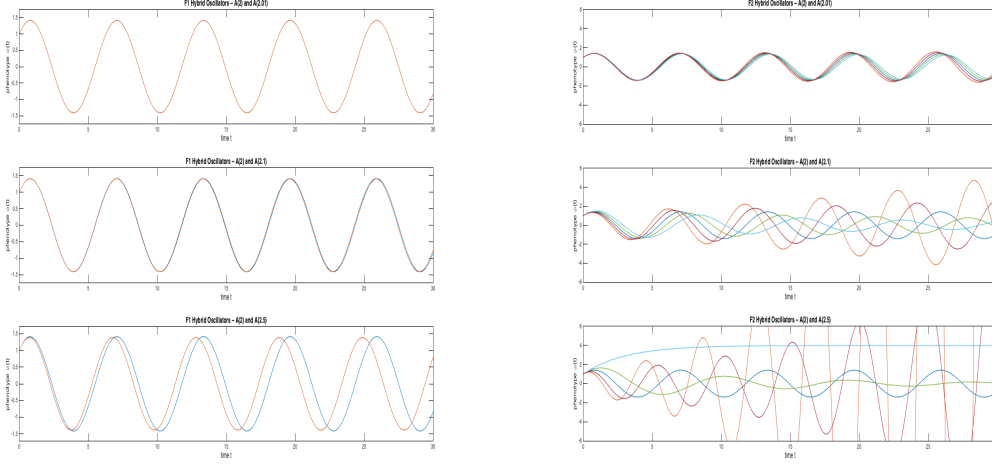 F1 Hybrid Oscillators – A(2) and A(2.01)
1.5
1
0.5
0
-0.5
-1
-1.5
0 5 10 15 20 25 30
time t
F2 Hybrid Oscillators – A(2) and A(2.01)
6
4
2
0
-2
-4
-6
0 5 10 15 20 25
time t
F1 Hybrid Oscillators – A(2) and A(2.1)
1.5
1
0.5
0
-0.5
-1
-1.5
0 5 10 15 20 25 30
time t
F2 Hybrid Oscillators – A(2) and A(2.1)
6
4
2
0
-2
-4
-6
0 5 10 15 20 25
time t
F1 Hybrid Oscillators – A(2) and A(2.5)
1.5
1
0.5
0
-0.5
-1
-1.5
0 5 10 15 20 25 30
time t
F2 Hybrid Oscillators – A(2) and A(2.5)
6
4
2
0
-2
-4
-6
0 5 10 15 20 25
time t
phenotype
phenotype
phenotype
phenotype
phenotype
phenotype